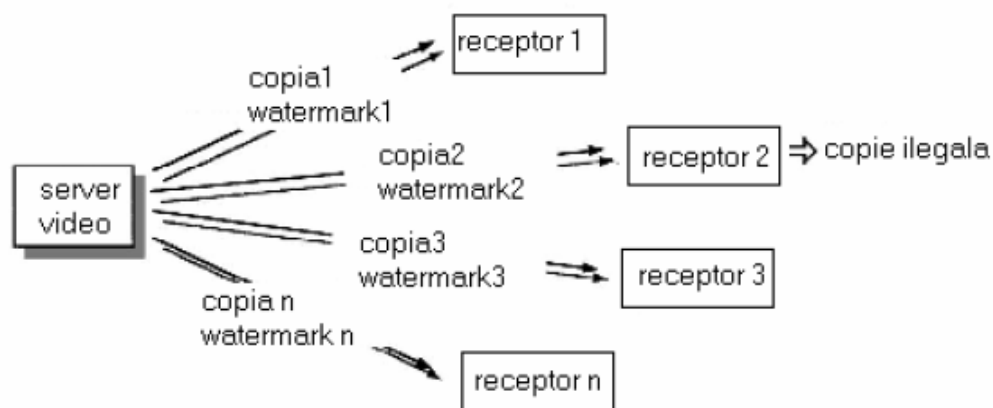 receptor 1
copia1
watermark1
copia2
watermark2
receptor 2
copie ilegala
server
video
copia3
watermark3
receptor 3
copia n
watermark n
receptor n